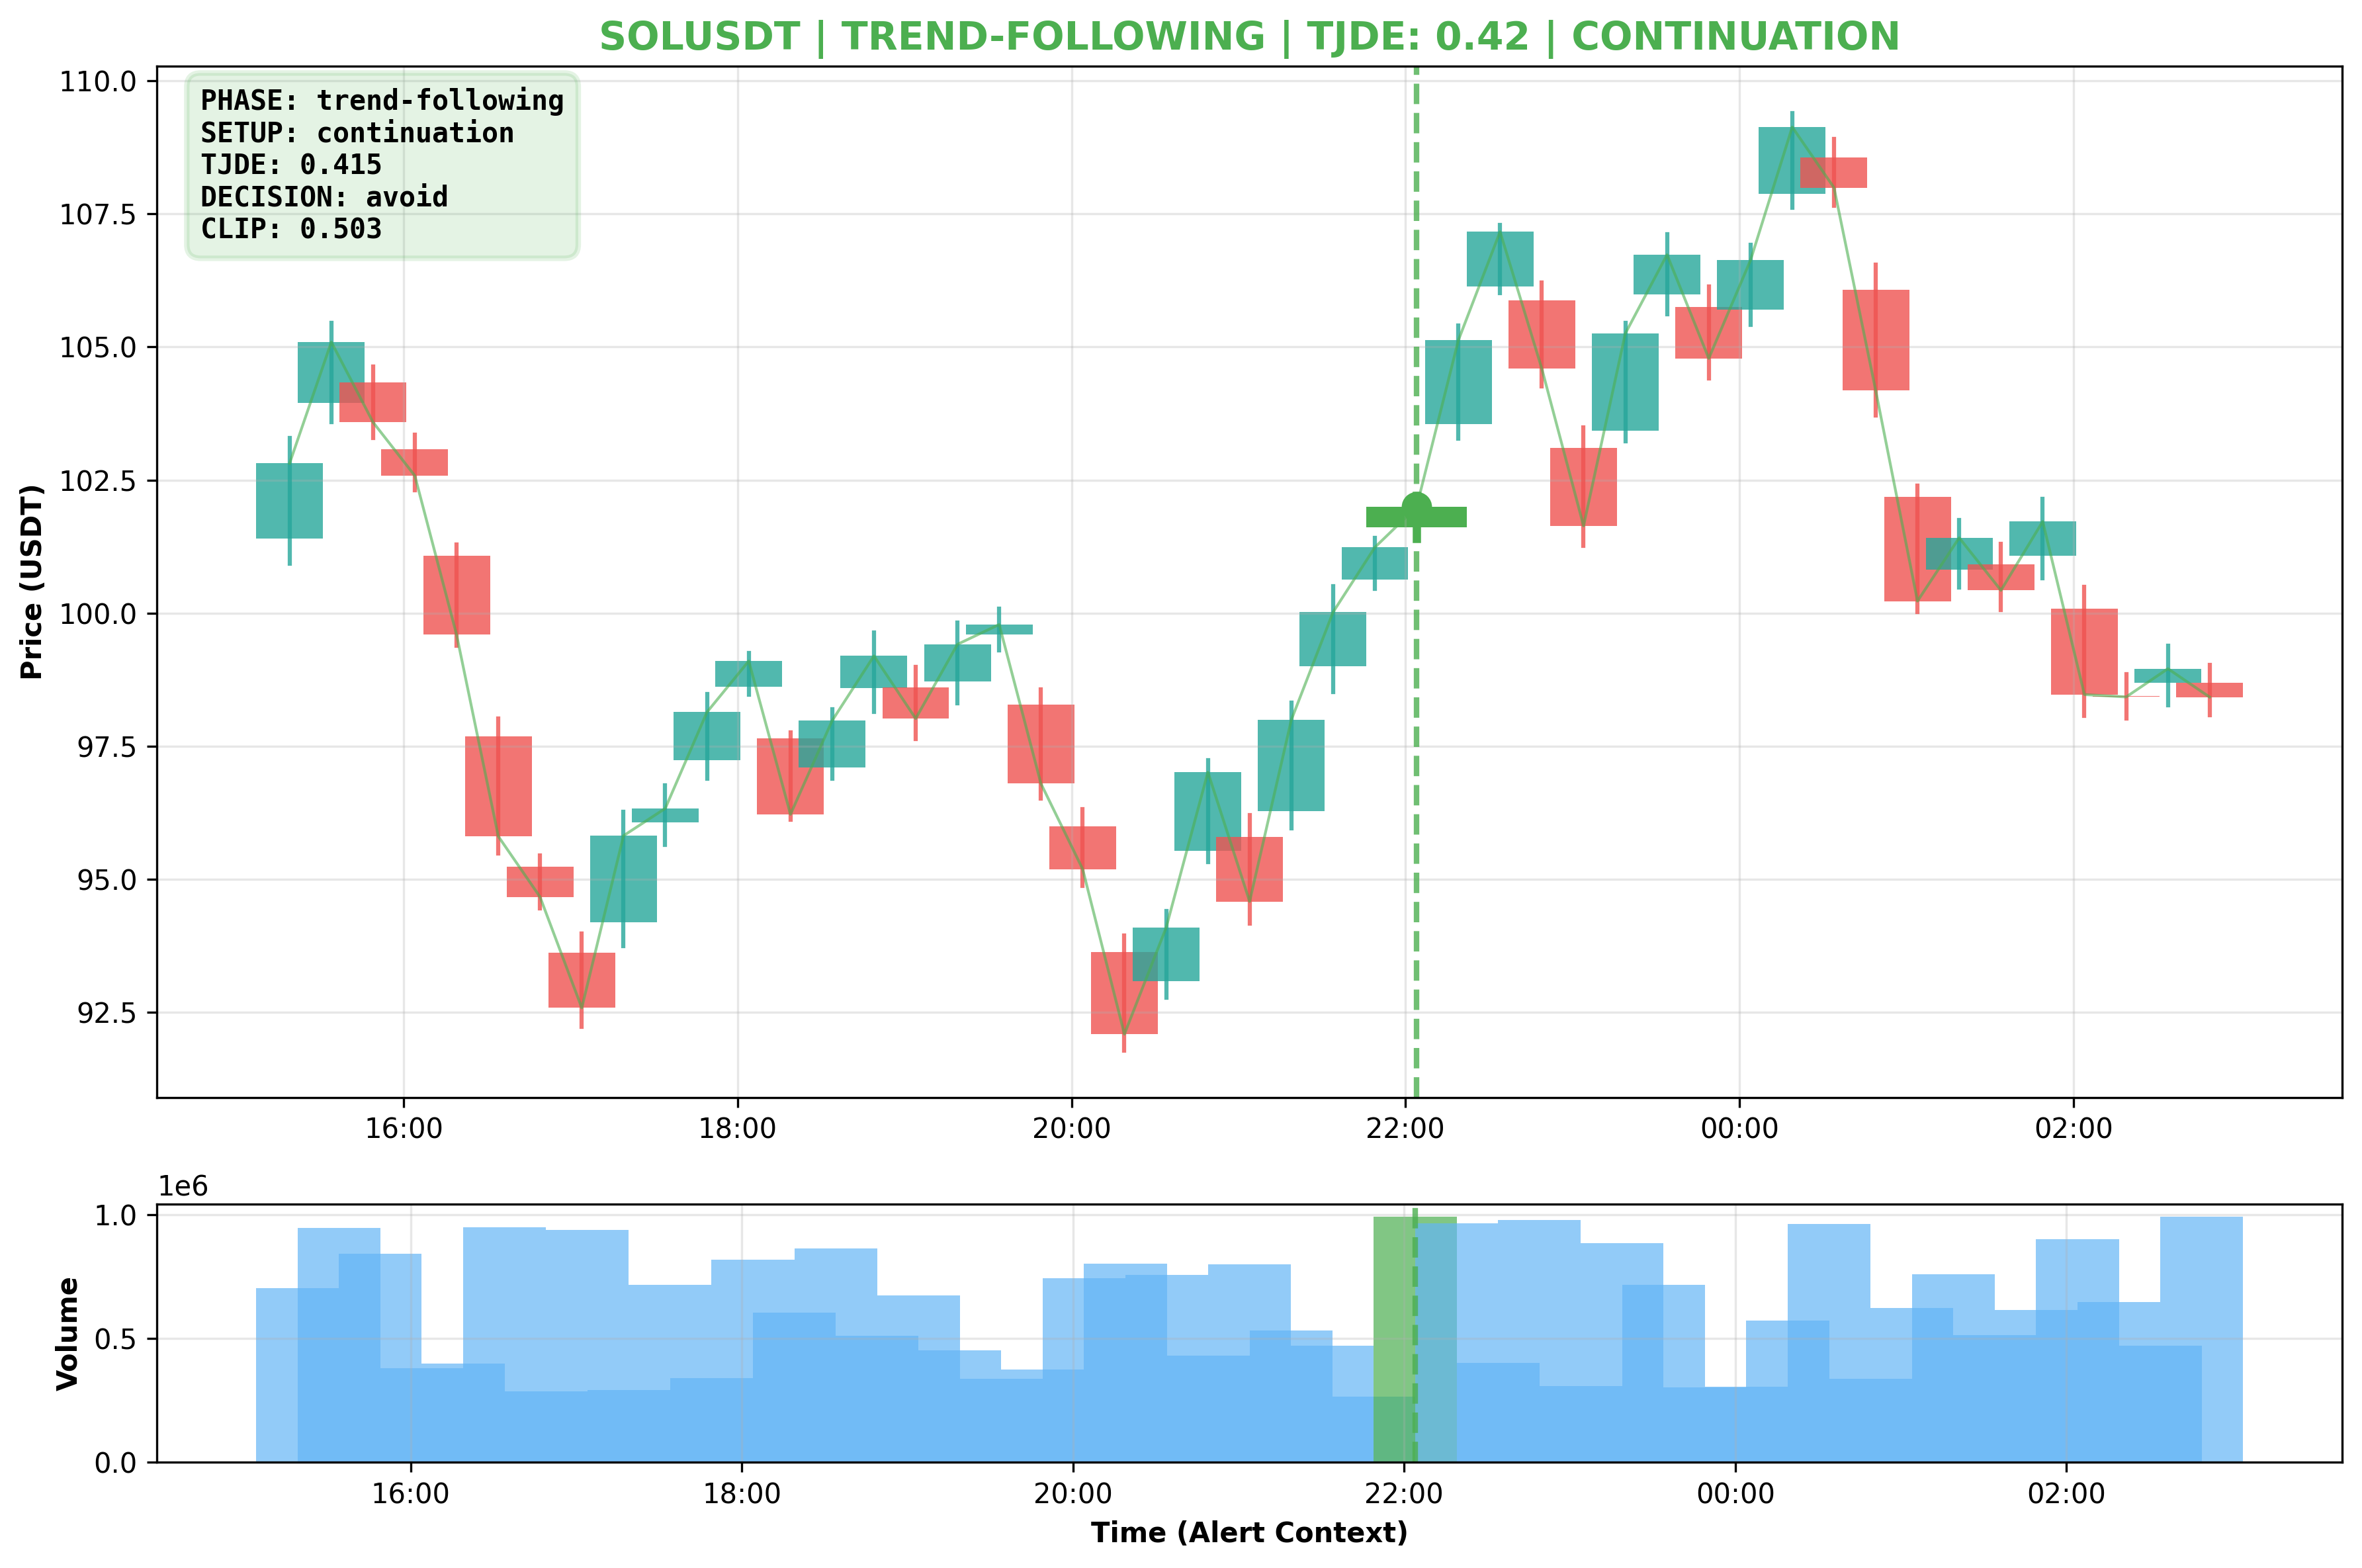 SOLUSDT | TREND-FOLLOWING | TJDE: 0.42 | CONTINUATION
PHASE: trend-following
SETUP: continuation
TJDE: 0.415
DECISION: avoid
CLIP: 0.503
Price (USDT)
110.0
107.5
105.0
102.5
100.0
97.5
95.0
92.5
16:00 18:00 20:00 22:00 00:00 02:00
1e6
Volume
1.0
0.5
0.0
16:00 18:00 20:00 22:00 00:00 02:00
Time (Alert Context)